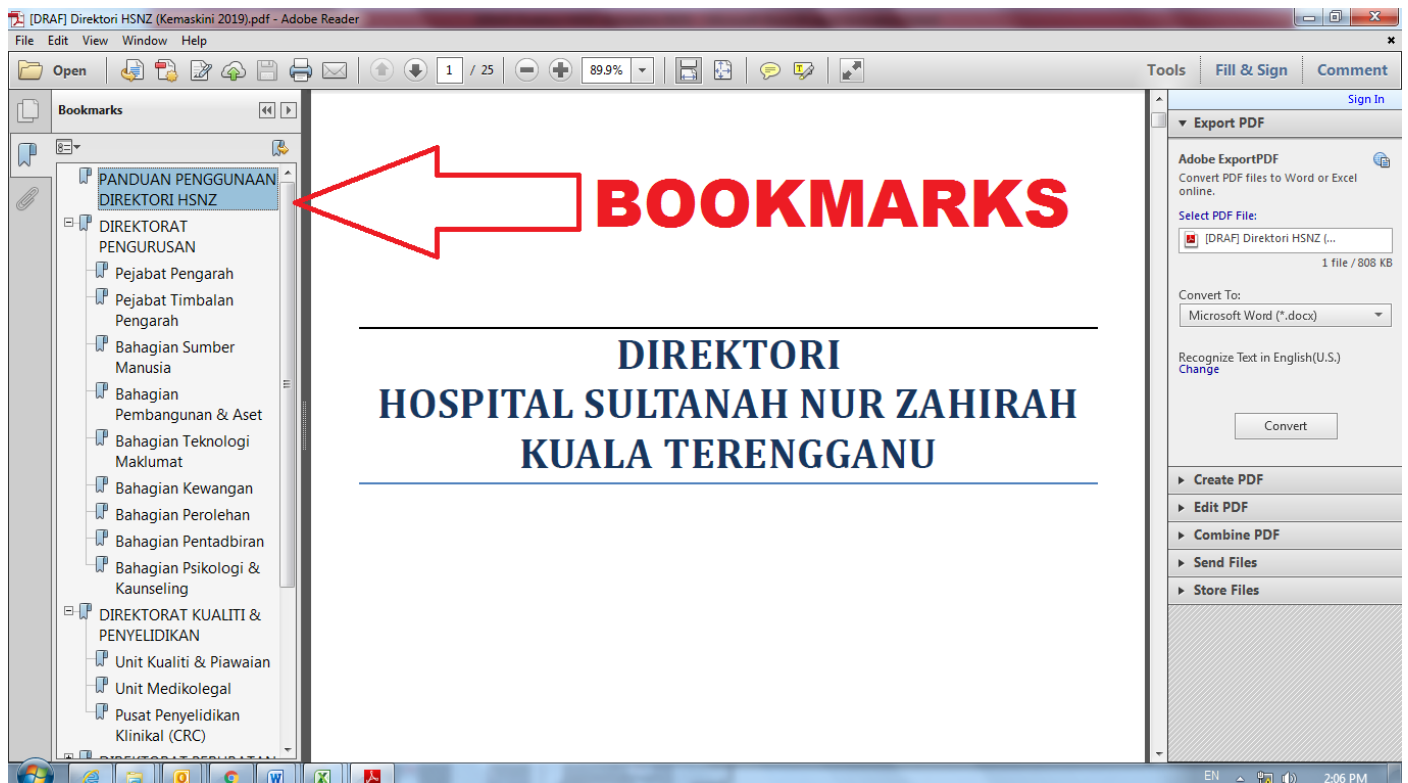 [DRAF] Direktori HSNZ (Kemaskini 2019).pdf - Adobe Reader
File Edit View Window Help
Open 1 / 25 89.9% Tools Fill & Sign Comment
Bookmarks
PANDUAN PENGGUNAAN
DIREKTORI HSNZ
DIREKTORAT
PENGURUSAN
Pejabat Pengarah
Pejabat Timbalan
Pengarah
Bahagian Sumber
Manusia
Bahagian
Pembangunan & Aset
Bahagian Teknologi
Maklumat
Bahagian Kewangan
Bahagian Perolehan
Bahagian Pentadbiran
Bahagian Psikologi &
Kaunseling
DIREKTORAT KUALITI &
PENYELIDIKAN
Unit Kualiti & Piawaian
Unit Medikolegal
Pusat Penyelidikan
Klinikal (CRC)
DIREKTORAT PERUBATAN
BOOKMARKS
DIREKTORI
HOSPITAL SULTANAH NUR ZAHIRAH
KUALA TERENGGANU
Sign In
Export PDF
Adobe ExportPDF
Convert PDF files to Word or Excel
online.
Select PDF File:
[DRAF] Direktori HSNZ (...
1 file / 808 KB
Convert To:
Microsoft Word (*.docx)
Recognize Text in English(U.S.)
Change
Convert
Create PDF
Edit PDF
Combine PDF
Send Files
Store Files
EN 2:06 PM